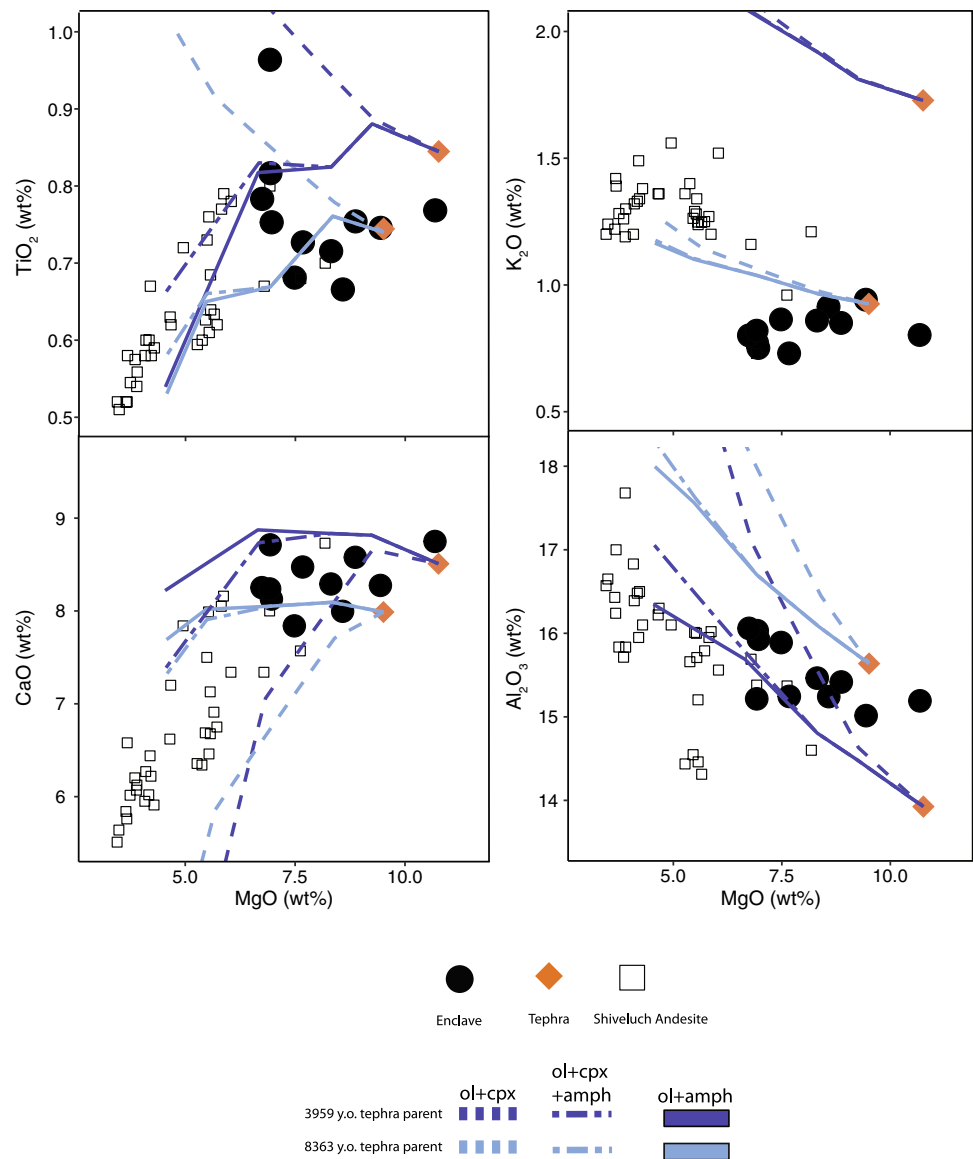 TiO2 (wt%)
1.0
0.9
0.8
0.7
0.6
0.5
K2O (wt%)
2.0
1.5
1.0
0.5
CaO (wt%)
9
8
7
6
5.0 7.5 10.0
MgO (wt%)
Al2O3 (wt%)
18
17
16
15
14
5.0 7.5 10.0
MgO (wt%)
Enclave Tephra Shiveluch Andesite
ol+cpx
ol+cpx
+amph
ol+amph
3959 y.o. tephra parent
8363 y.o. tephra parent